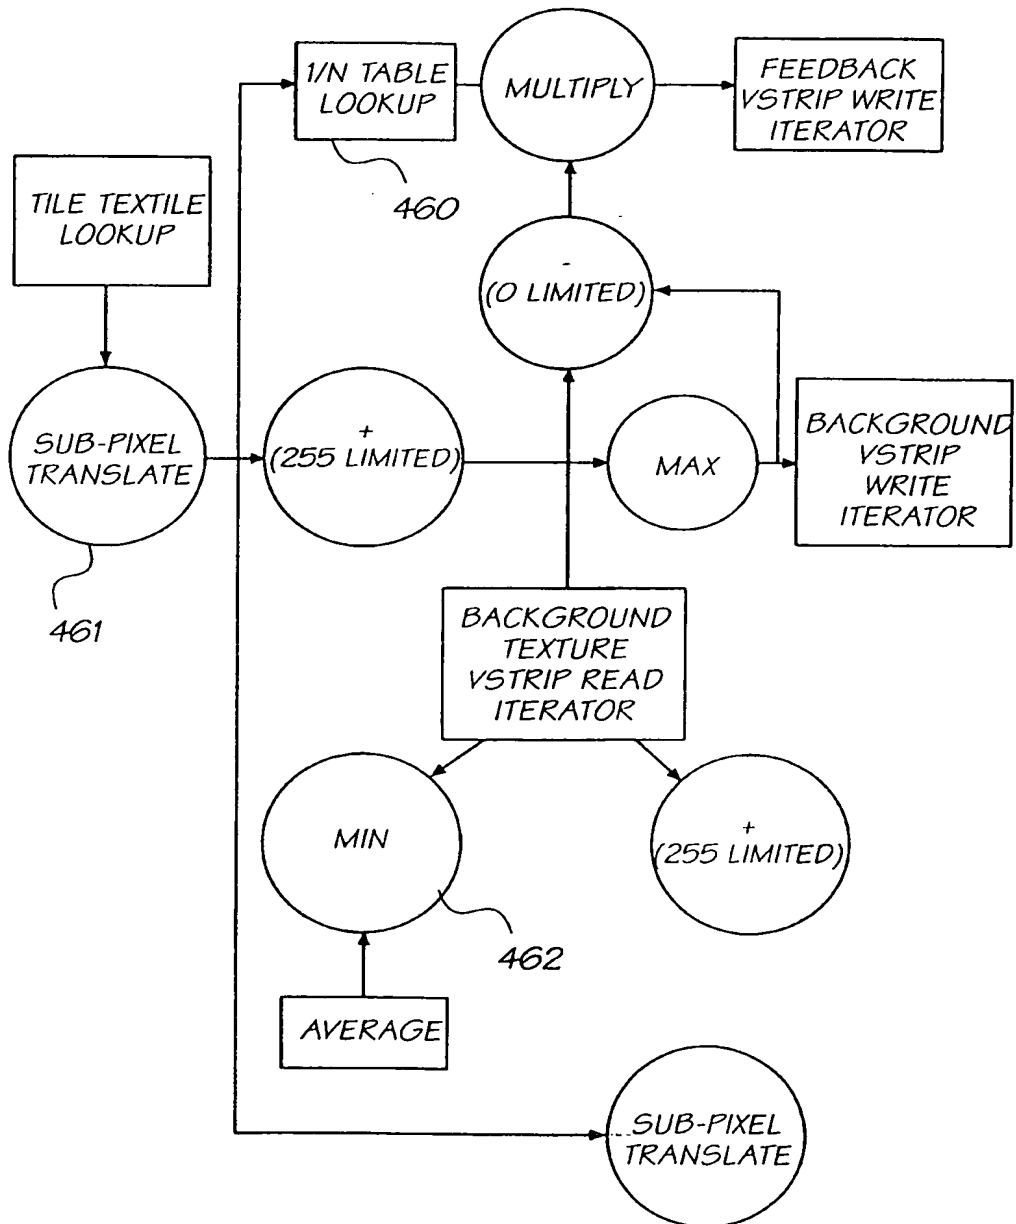 1/N TABLE
LOOKUP
MULTIPLY
FEEDBACK
VSTRIP WRITE
ITERATOR
460
TILE TEXTILE
LOOKUP
-
(0 LIMITED)
SUB-PIXEL
TRANSLATE
461
+
(255 LIMITED)
MAX
BACKGROUND
VSTRIP
WRITE
ITERATOR
BACKGROUND
TEXTURE
VSTRIP READ
ITERATOR
MIN
462
+
(255 LIMITED)
AVERAGE
SUB-PIXEL
TRANSLATE